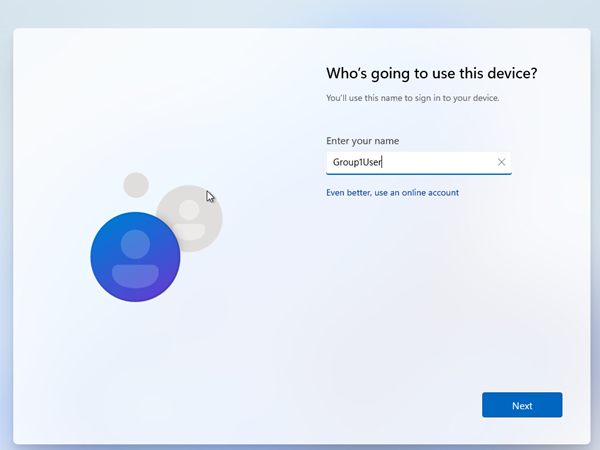 Who's going to use this device?
You'll use this name to sign in to your device.
Enter your name
Group1User
Even better, use an online account
Next